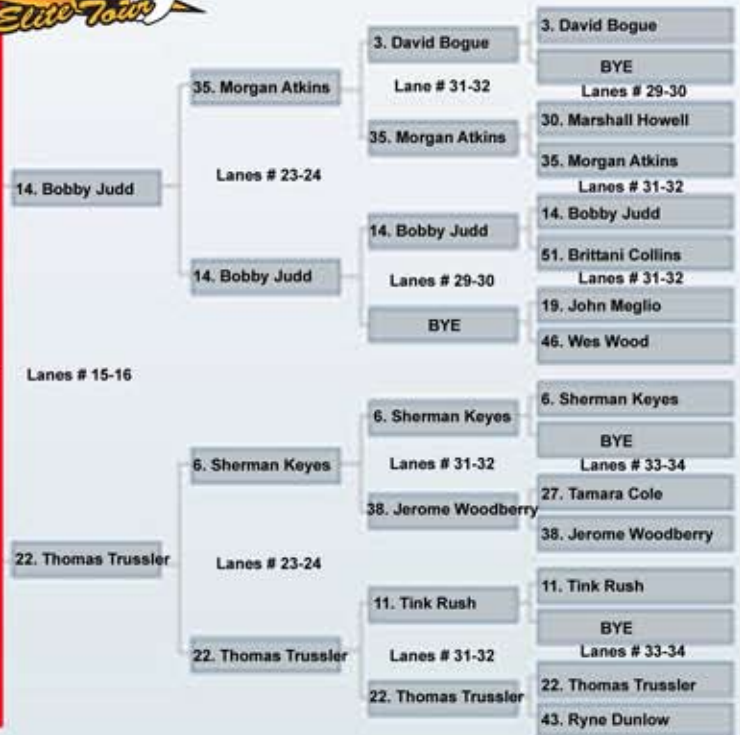 Elite Tour
14. Bobby Judd
Lanes # 15-16
22. Thomas Trussler
35. Morgan Atkins
Lanes # 23-24
14. Bobby Judd
6. Sherman Keyes
Lanes # 23-24
22. Thomas Trussler
3. David Bogue
Lane # 31-32
35. Morgan Atkins
14. Bobby Judd
Lanes # 29-30
BYE
6. Sherman Keyes
Lanes # 31-32
38. Jerome Woodberry
11. Tink Rush
Lanes # 31-32
22. Thomas Trussler
3. David Bogue
BYE
Lanes # 29-30
30. Marshall Howell
35. Morgan Atkins
Lanes # 31-32
14. Bobby Judd
51. Brittani Collins
Lanes # 31-32
19. John Meglio
46. Wes Wood
6. Sherman Keyes
BYE
Lanes # 33-34
27. Tamara Cole
38. Jerome Woodberry
11. Tink Rush
BYE
Lanes # 33-34
22. Thomas Trussler
43. Ryne Dunlow